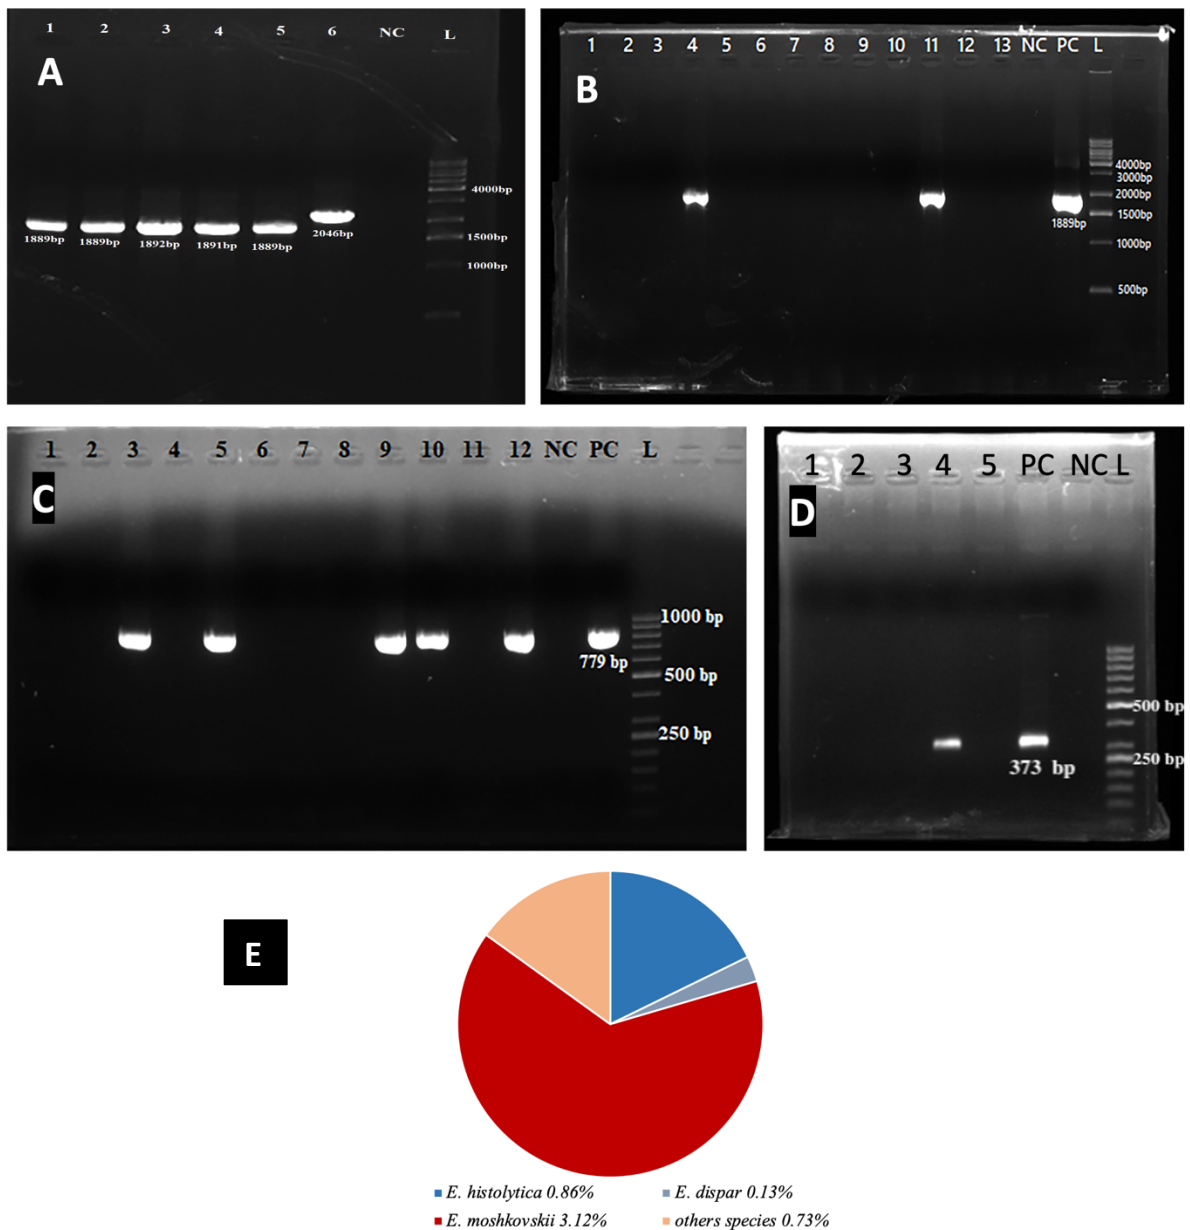 1 2 3 4 5 6 NC L
A
4000bp
1889bp 1889bp 1892bp 1891bp 1889bp 2046bp
1500bp
1000bp
1 2 3 4 5 6 7 8 9 10 11 12 13 NC PC L
B
4000bp
3000bp
2000bp
1500bp
1889bp
1000bp
500bp
1 2 3 4 5 6 7 8 9 10 11 12 NC PC L
C
1000 bp
779 bp
500 bp
250 bp
1 2 3 4 5 PC NC L
D
500 bp
250 bp
373 bp
E
E. histolytica 0.86% E. dispar 0.13%
E. moshkovskii 3.12% others species 0.73%